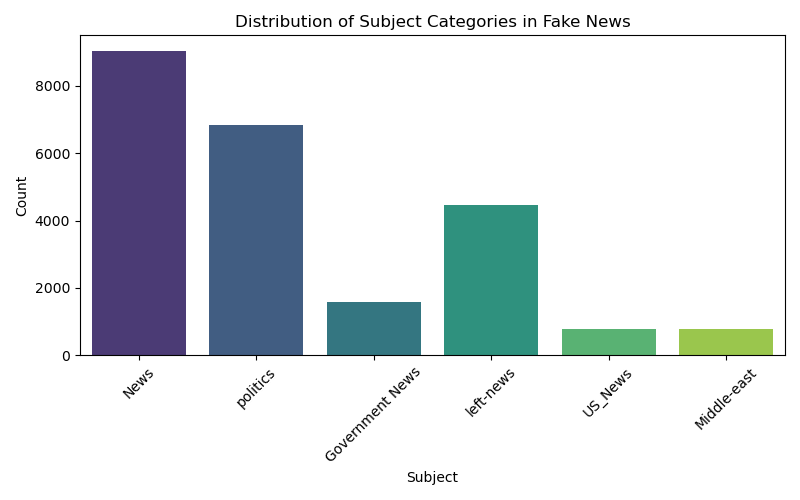 Distribution of Subject Categories in Fake News
Count
8000
6000
4000
2000
0
News
politics
Government News
left-news
US_News
Middle-east
Subject